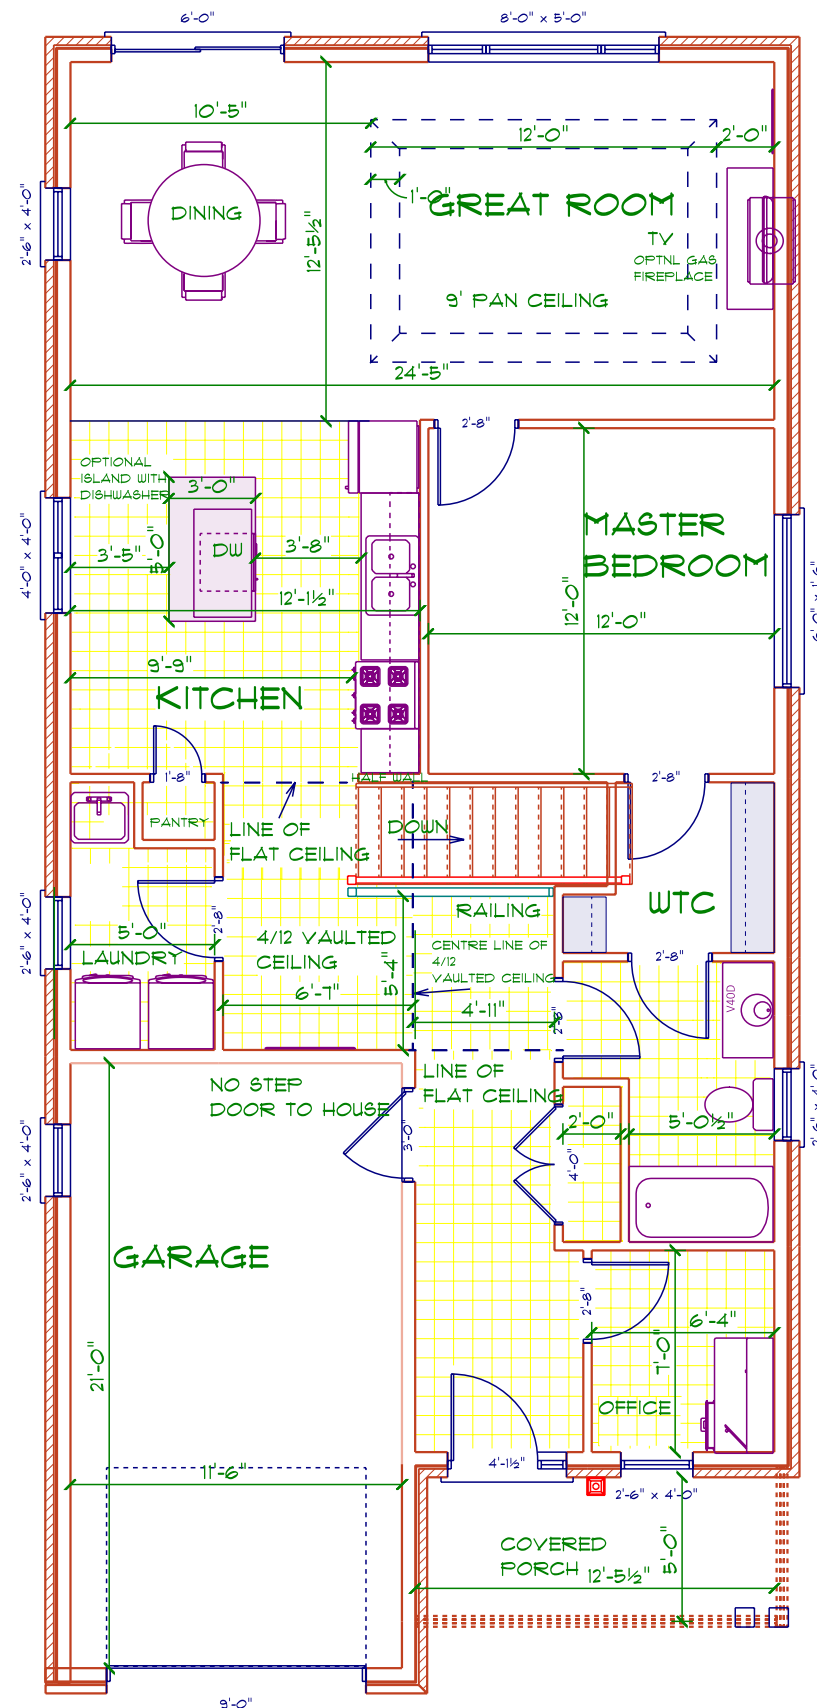 6'-0"
8'-0" x 5'-0"
10'-5"
12'-0"
2'-0"
1'-0"
GREAT ROOM
DINING
2'-6" x 4'-0"
12'-5½"
TV
OPTNL GAS
FIREPLACE
9' PAN CEILING
24'-5"
2'-8"
OPTIONAL
ISLAND WITH
DISHWASHER
3'-0"
MASTER
BEDROOM
4'-0" x 4'-0"
3'-5"
5'-0"
DW
3'-8"
12'-1½"
12'-0"
12'-0"
9'-9"
KITCHEN
1'-8"
HALF WALL
2'-8"
PANTRY
LINE OF
FLAT CEILING
DOWN
WTC
RAILING
2'-8"
2'-6" x 4'-0"
5'-0"
LAUNDRY
4/12 VAULTED
CEILING
5'-4"
CENTRE LINE OF
4/12
VAULTED CEILING
2'-8"
6'-7"
4'-11"
2'-8"
V40D
NO STEP
DOOR TO HOUSE
LINE OF
FLAT CEILING
2'-6" x 4'-0"
2'-6" x 4'-0"
3'-0"
2'-0"
5'-0½"
4'-0"
GARAGE
2'-8"
6'-4"
7'-0"
21'-0"
OFFICE
11'-6"
4'-1½"
2'-6" x 4'-0"
COVERED
PORCH
12'-5½"
5'-0"